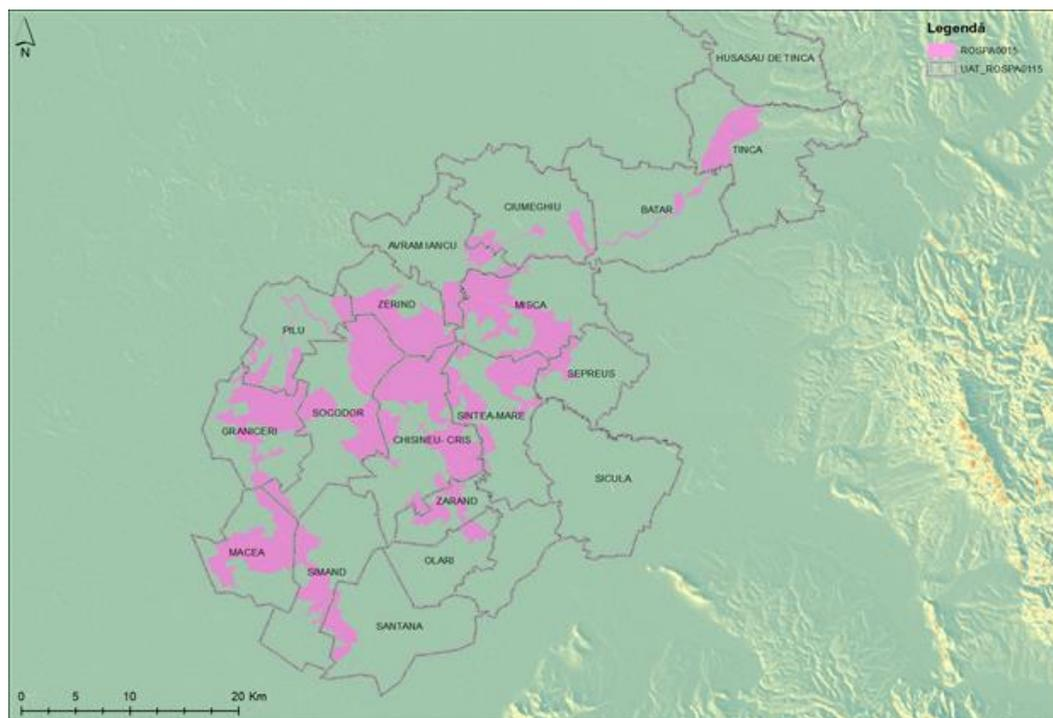 N
Legendă
ROSPA0015
UAT_ROSPA0115
HUSASAU DE TINCA
TINCA
CIUMEGHIU
BATAR
AVRAM IANCU
ZERIND
MISCA
PILU
SEPREUS
SOCODOR
SINTEA-MARE
GRANICERI
CHISINEU- CRIS
SICULA
ZARAND
MACEA
OLARI
SIMAND
SANTANA
0 5 10 20 Km